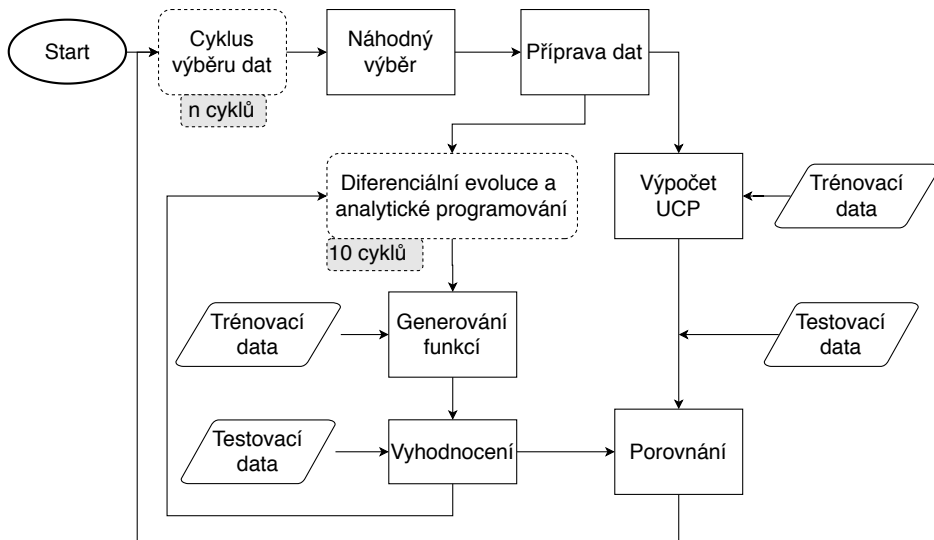 Start
Cyklus
výběru dat
n cyklů
Náhodný
výběr
Příprava dat
Diferenciální evoluce a
analytické programování
10 cyklů
Výpočet
UCP
Trénovací
data
Trénovací
data
Generování
funkcí
Testovací
data
Testovací
data
Vyhodnocení
Porovnání